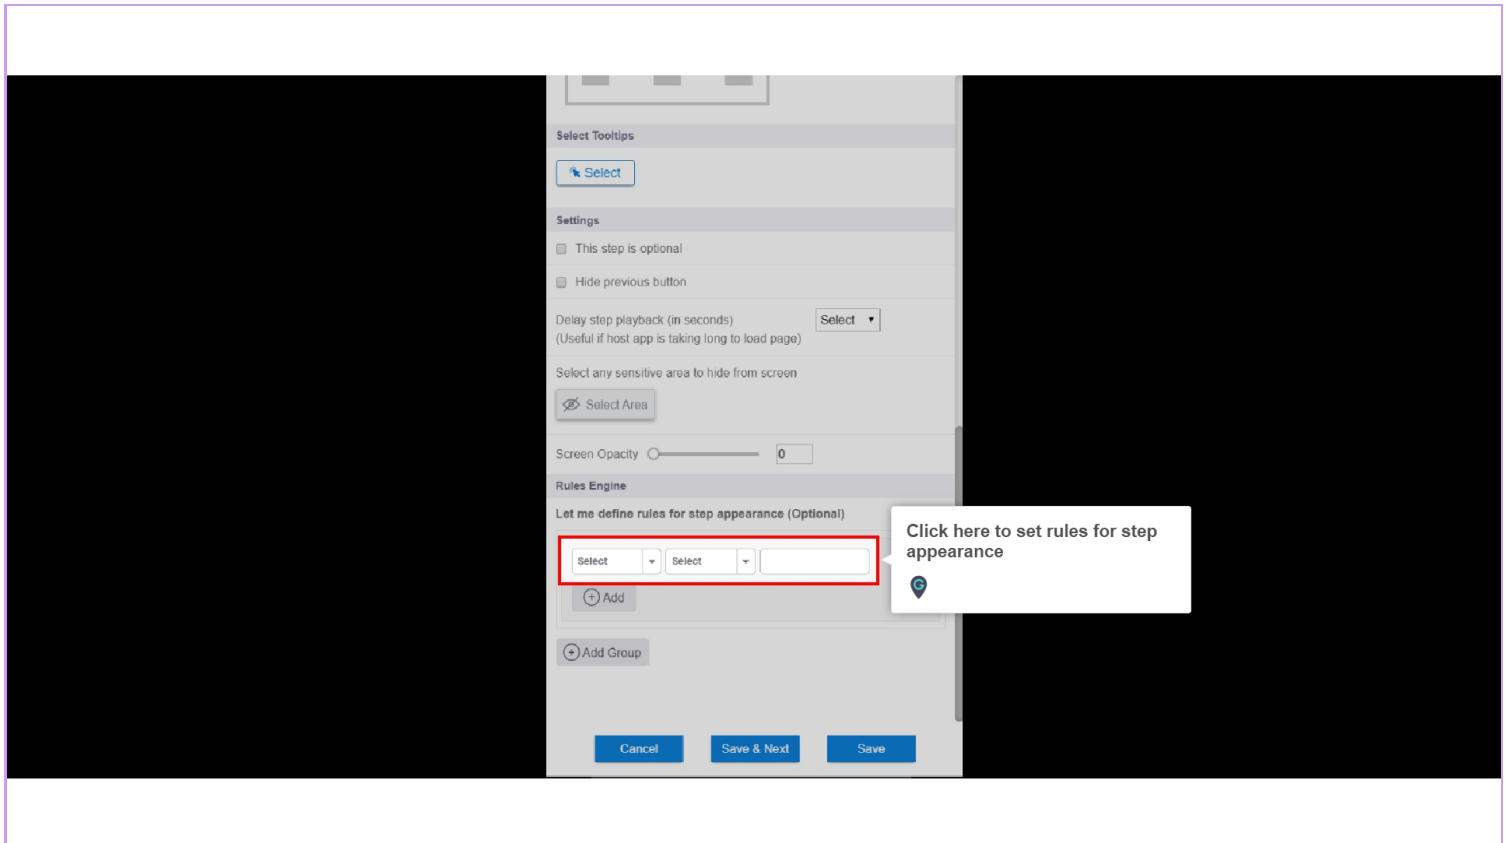 Select Tooltips
Select
Settings
This step is optional
Hide previous button
Delay step playback (in seconds)
(Useful if host app is taking long to load page)
Select
Select any sensitive area to hide from screen
Select Area
Screen Opacity 0
Rules Engine
Let me define rules for step appearance (Optional)
Select Select
Click here to set rules for step
appearance
G
Add
Add Group
Cancel Save & Next Save